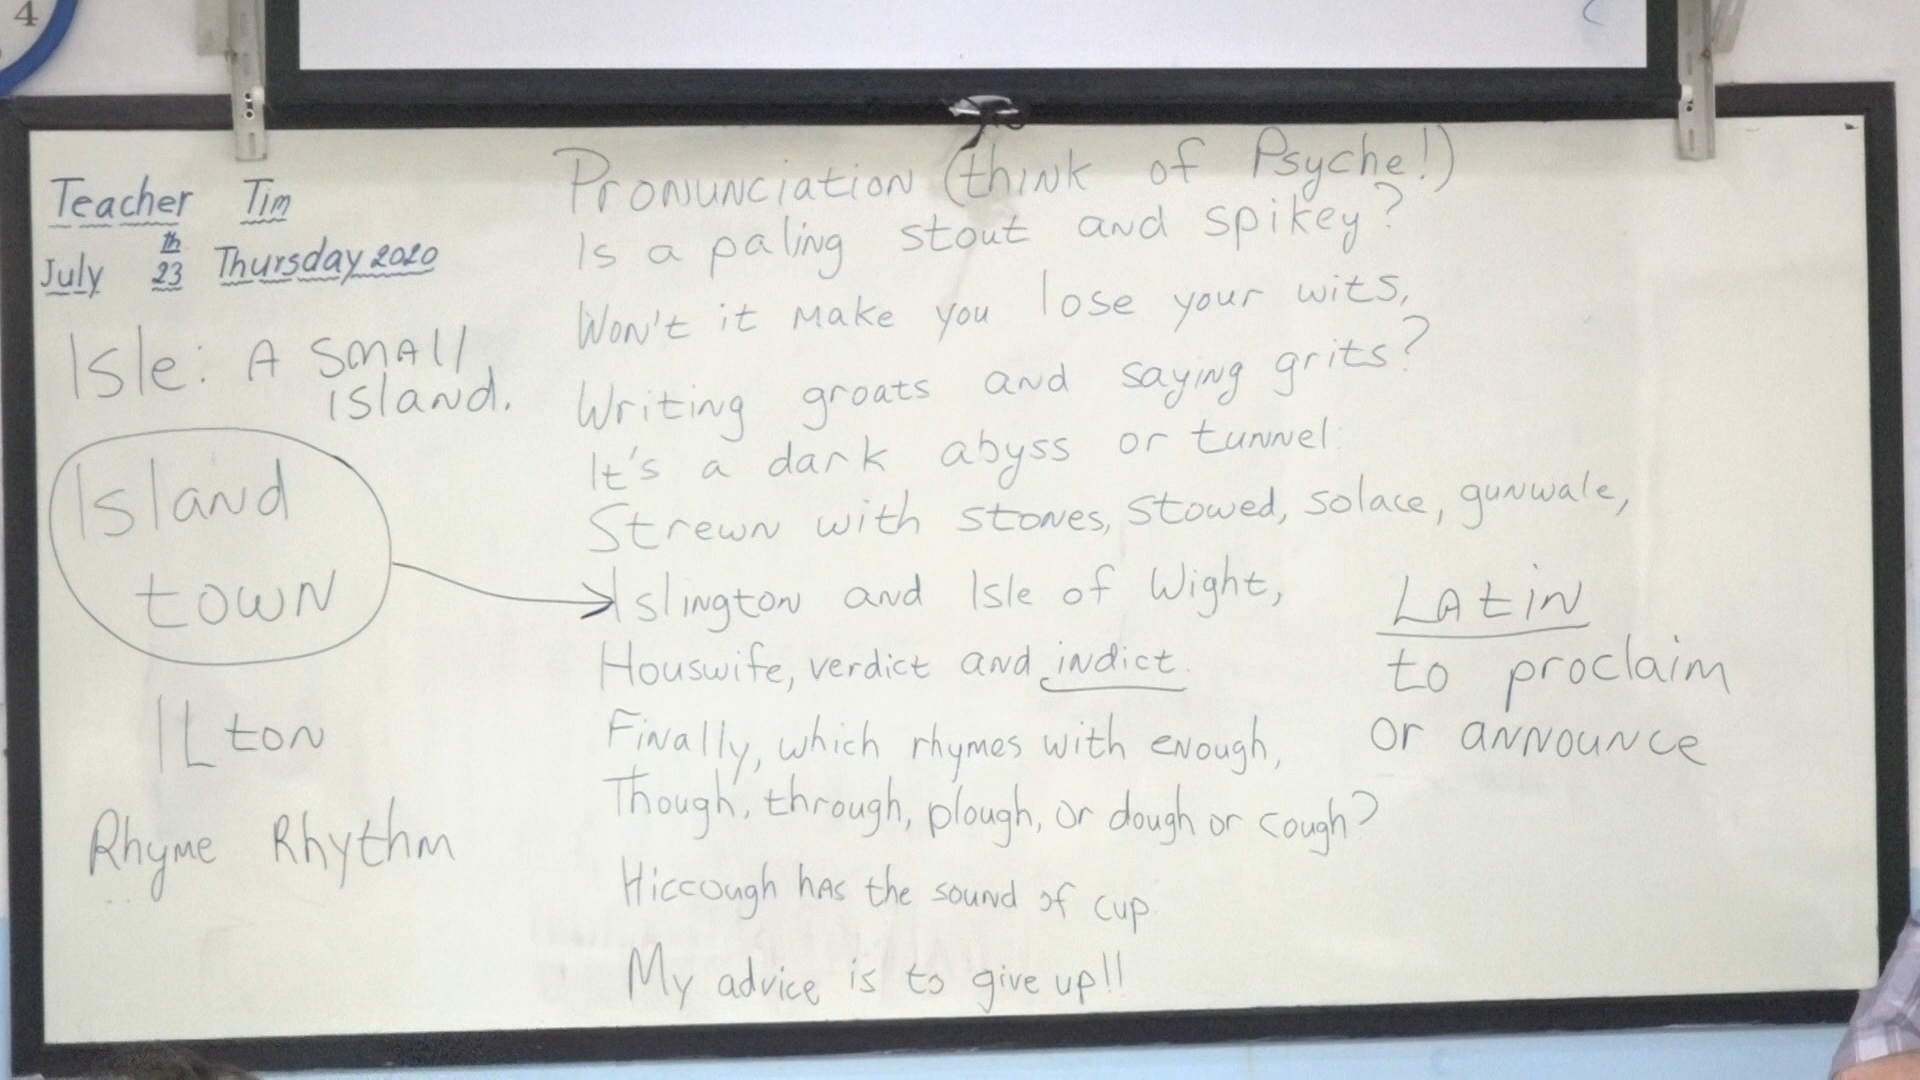 4
Teacher Tim
July 23th Thursday 2020
Isle: A small
island.
Island
town
ILton
Rhyme Rhythm
Pronunciation (think of Psyche!)
Is a paling stout and spikey?
Won't it make you lose your wits,
Writing groats and saying grits?
It's a dark abyss or tunnel:
Strewn with stones, stowed, solace, gunwale,
Islington and Isle of Wight,
Houswife, verdict and indict.
Finally, which rhymes with enough,
Though, through, plough, or dough or cough?
Hiccough has the sound of cup
My advice is to give up!!
Latin
to proclaim
or announce